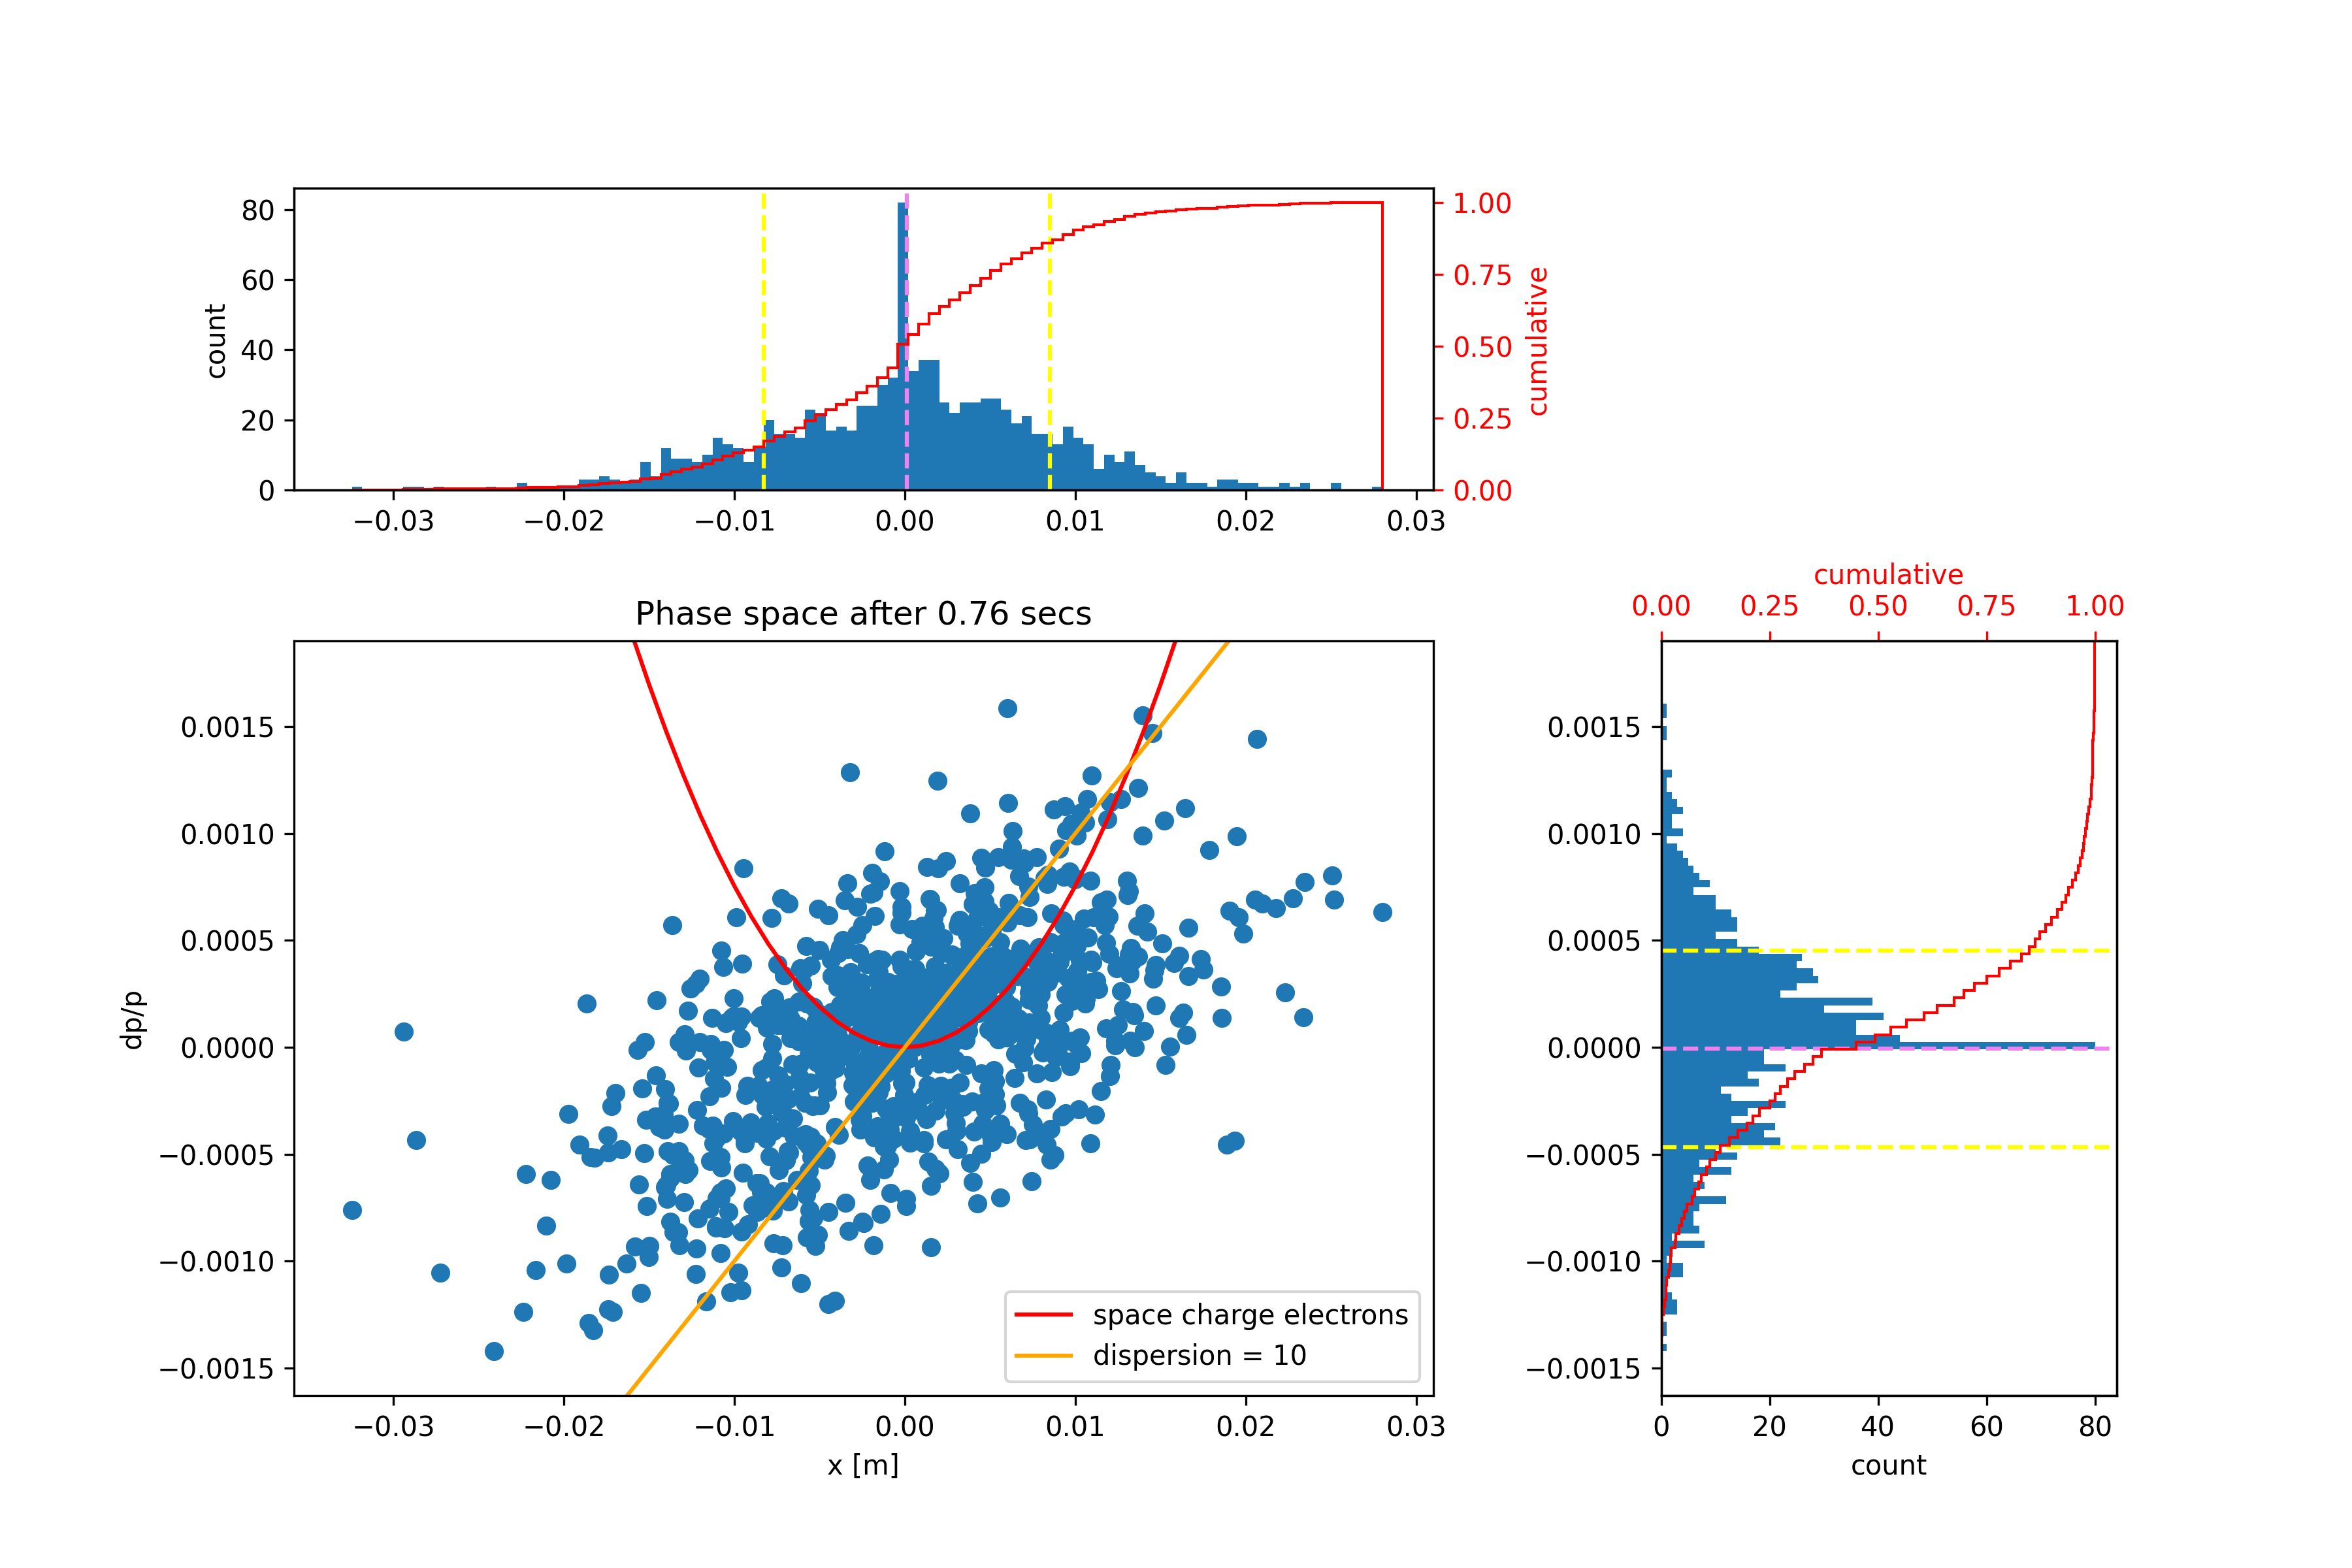 80
60
40
20
0
count
1.00
0.75
0.50
0.25
0.00
cumulative
−0.03 −0.02 −0.01 0.00 0.01 0.02 0.03
Phase space after 0.76 secs
0.0015
0.0010
0.0005
0.0000
−0.0005
−0.0010
−0.0015
dp/p
space charge electrons
dispersion = 10
−0.03 −0.02 −0.01 0.00 0.01 0.02 0.03
x [m]
cumulative
0.00 0.25 0.50 0.75 1.00
0.0015
0.0010
0.0005
0.0000
−0.0005
−0.0010
−0.0015
0 20 40 60 80
count